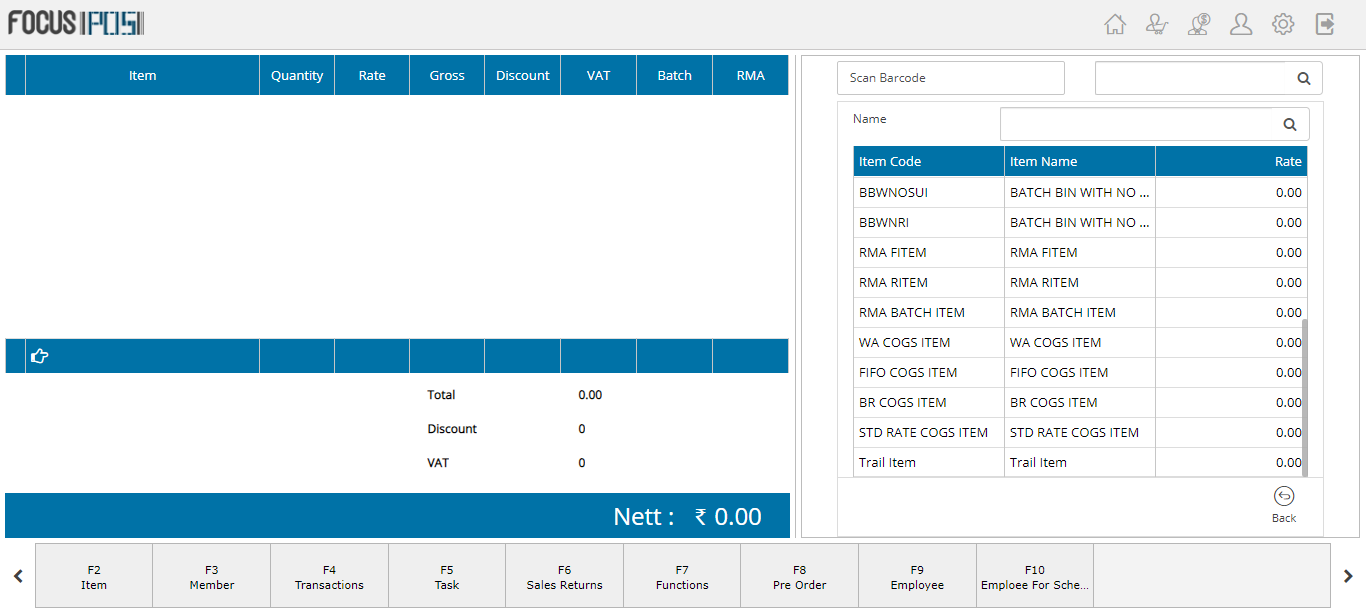 FOCUS POS
Item Quantity Rate Gross Discount VAT Batch RMA
Total 0.00
Discount 0
VAT 0
Nett : ₹ 0.00
Scan Barcode
Name
Item Code Item Name Rate
BBWNOSUI BATCH BIN WITH NO ... 0.00
BBWNRI BATCH BIN WITH NO ... 0.00
RMA FITEM RMA FITEM 0.00
RMA RITEM RMA RITEM 0.00
RMA BATCH ITEM RMA BATCH ITEM 0.00
WA COGS ITEM WA COGS ITEM 0.00
FIFO COGS ITEM FIFO COGS ITEM 0.00
BR COGS ITEM BR COGS ITEM 0.00
STD RATE COGS ITEM STD RATE COGS ITEM 0.00
Trail Item Trail Item 0.00
Back
F2 F3 F4 F5 F6 F7 F8 F9 F10
Item Member Transactions Task Sales Returns Functions Pre Order Employee Emploee For Sche...